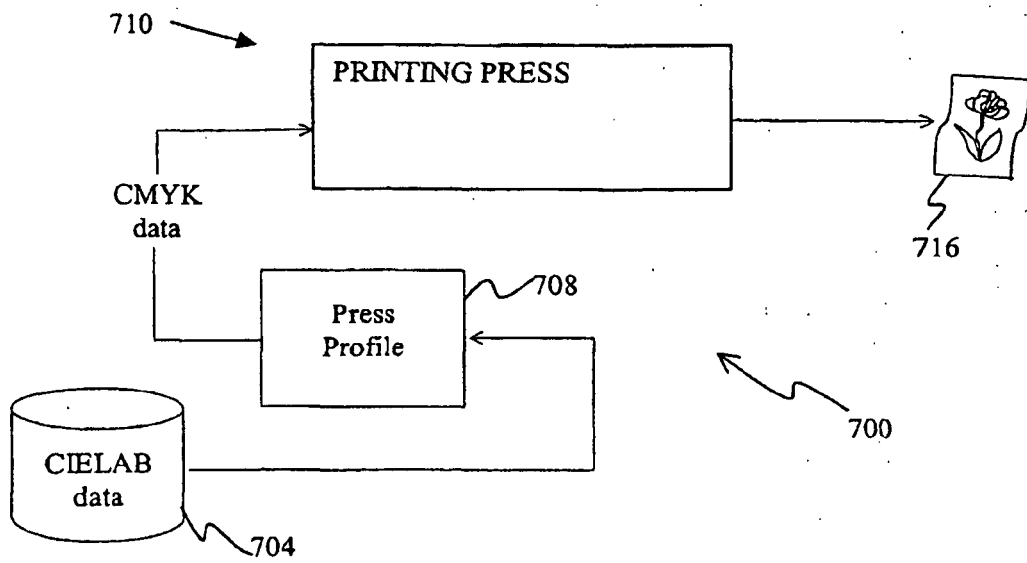 710
PRINTING PRESS
CMYK
data
716
708
Press
Profile
700
CIELAB
data
704